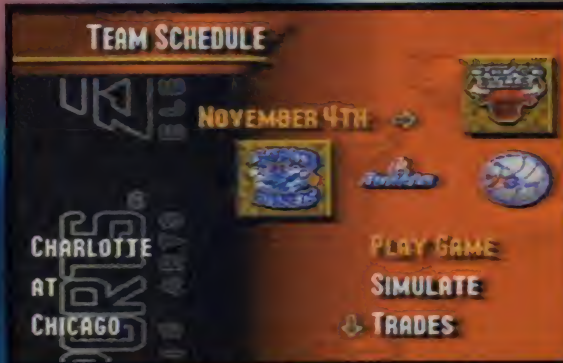 TEAM SCHEDULE
NOVEMBER 4TH
CHARLOTTE
AT
CHICAGO
PLAY GAME
SIMULATE
TRADES